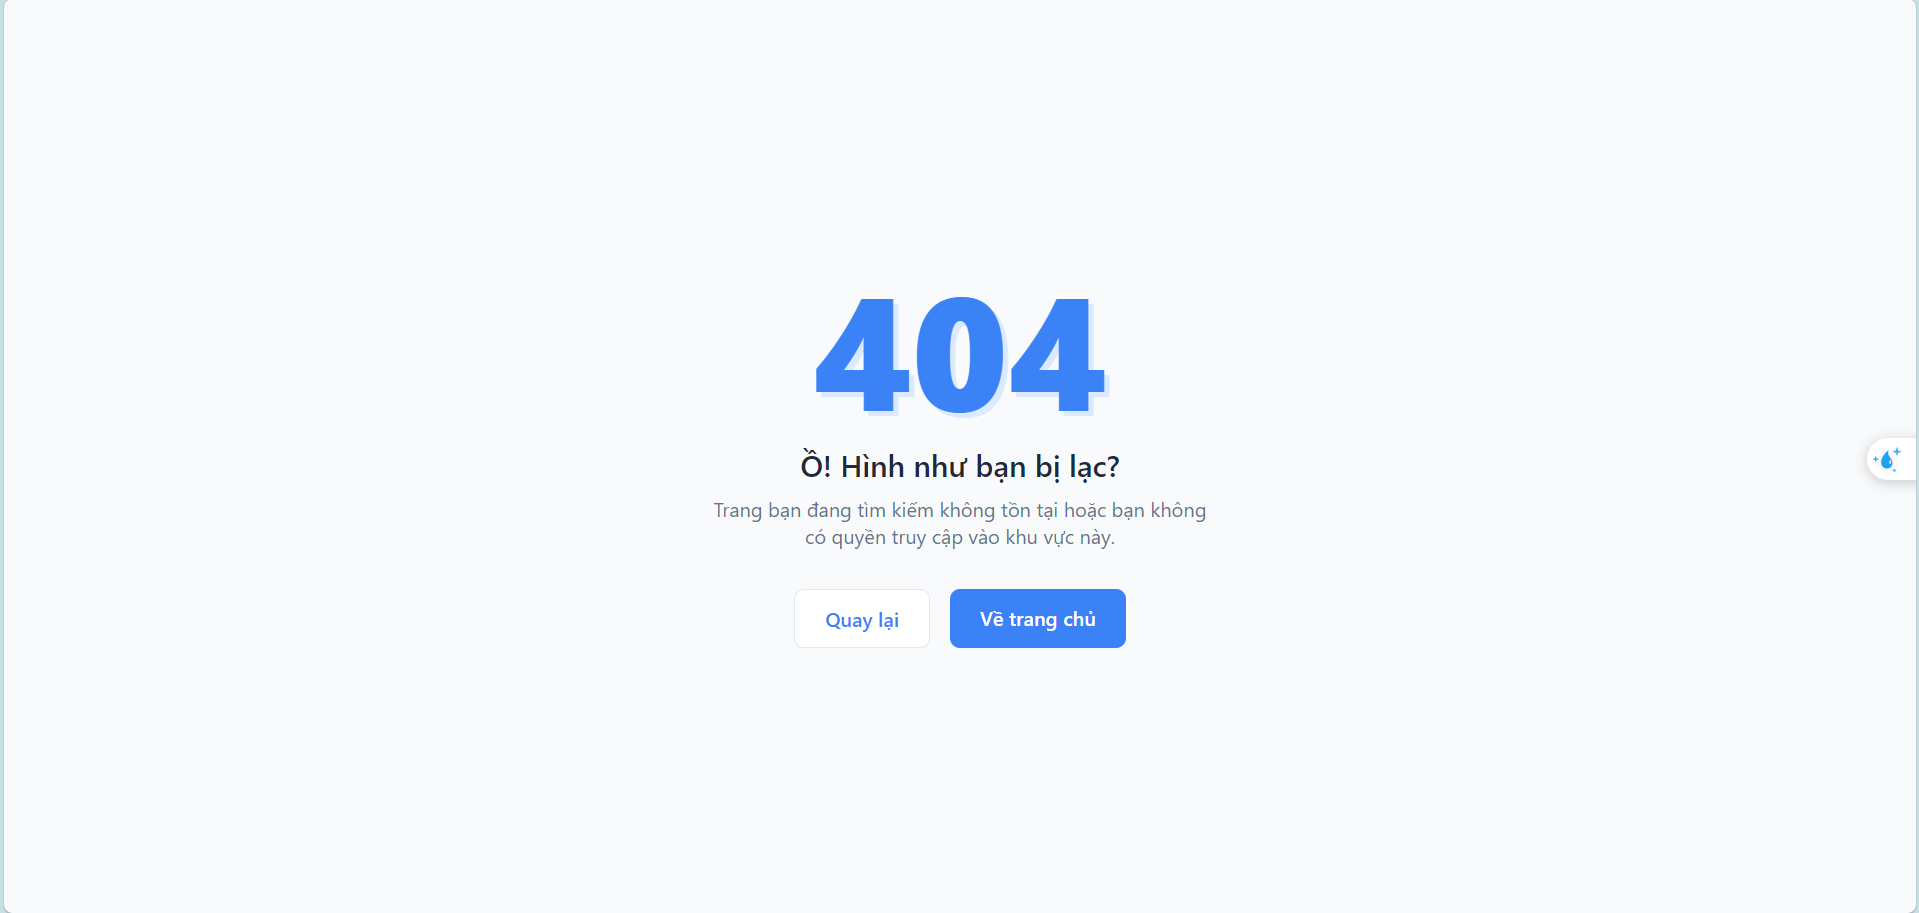 404
Ồ! Hình như bạn bị lạc?
Trang bạn đang tìm kiếm không tồn tại hoặc bạn không
có quyền truy cập vào khu vực này.
Quay lại
Về trang chủ